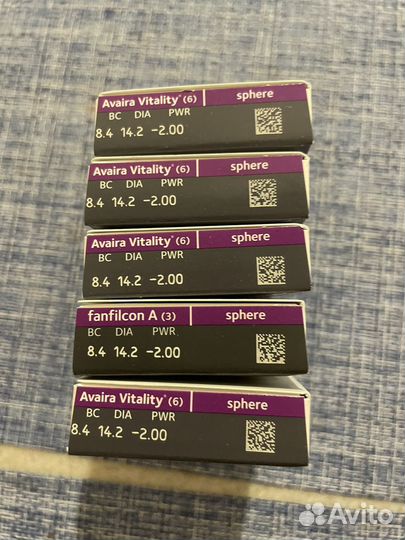 Avaira Vitality® (6) sphere
BC DIA PWR
8.4 14.2 -2.00
Avaira Vitality® (6) sphere
BC DIA PWR
8.4 14.2 -2.00
Avaira Vitality® (6) sphere
BC DIA PWR
8.4 14.2 -2.00
fanfilcon A (3) sphere
BC DIA PWR
8.4 14.2 -2.00
Avaira Vitality® (6) sphere
BC DIA PWR
8.4 14.2 -2.00
Avito